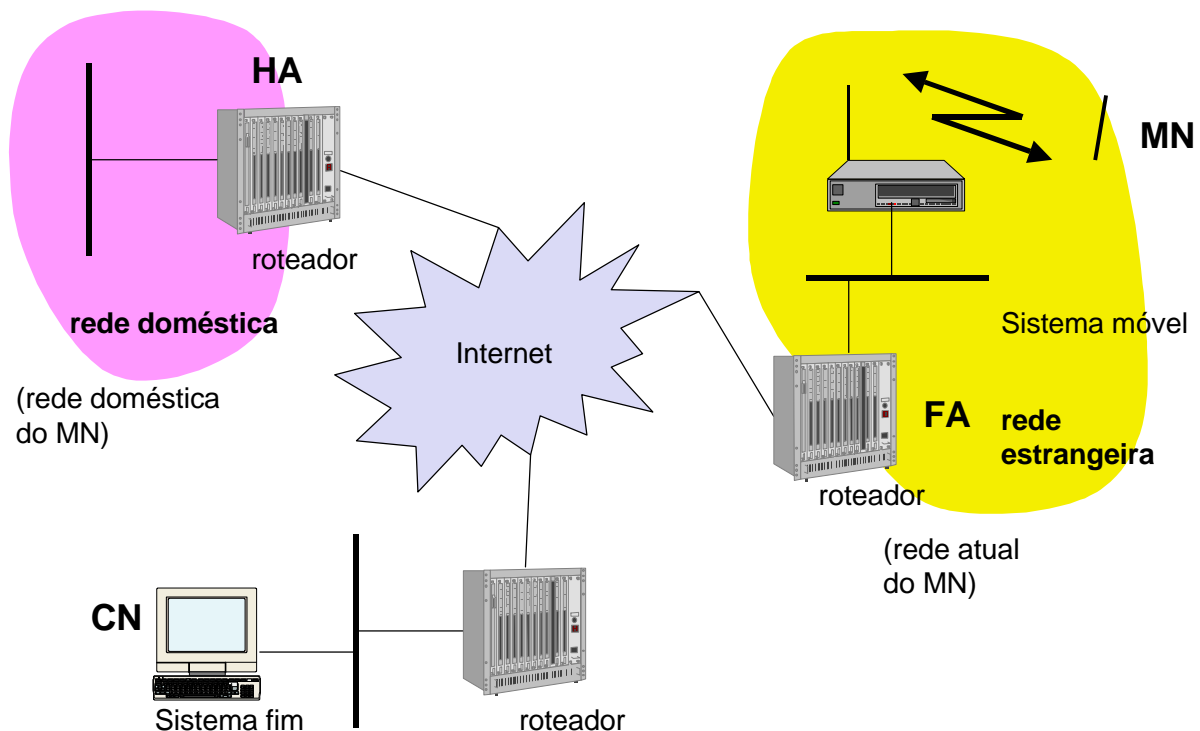 HA
MN
roteador
rede doméstica
(rede doméstica
do MN)
Internet
Sistema móvel
FA
rede
estrangeira
roteador
(rede atual
do MN)
CN
Sistema fim
roteador